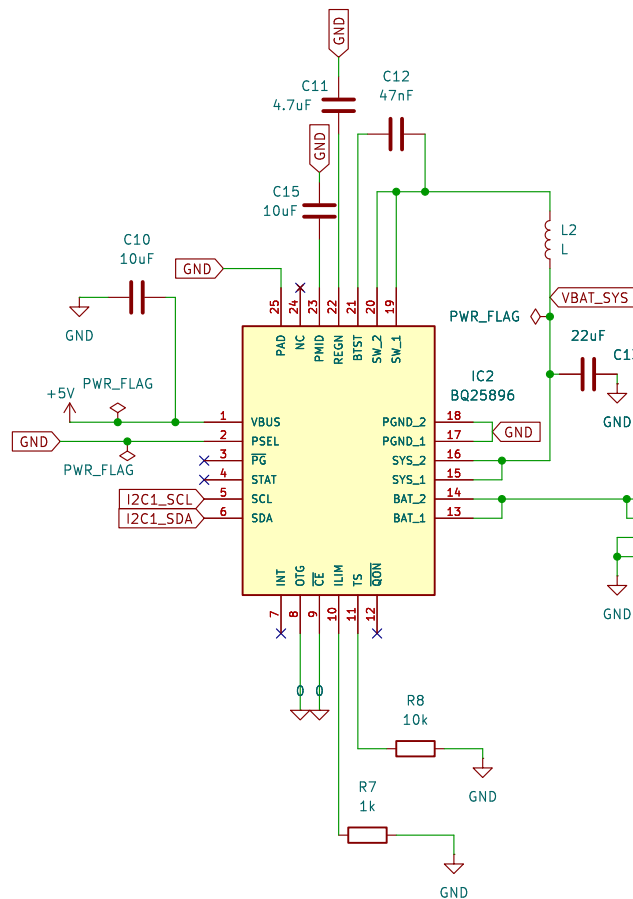 GND
C11
4.7uF
C12
47nF
GND
C15
10uF
C10
10uF
GND
GND
25
24
23
22
21
20
19
PAD
NC
PMID
REGN
BTST
SW_2
SW_1
L2
L
VBAT_SYS
PWR_FLAG
22uF
GND
IC2
BQ25896
+5V
PWR_FLAG
GND
PWR_FLAG
1
VBUS
2
PSEL
3
PG
4
STAT
I2C1_SCL
5
SCL
I2C1_SDA
6
SDA
PGND_2
18
PGND_1
17
GND
SYS_2
16
SYS_1
15
BAT_2
14
BAT_1
13
INT
OTG
CE
ILIM
TS
QON
7
8
9
10
11
12
GND
0
0
R8
10k
GND
R7
1k
GND